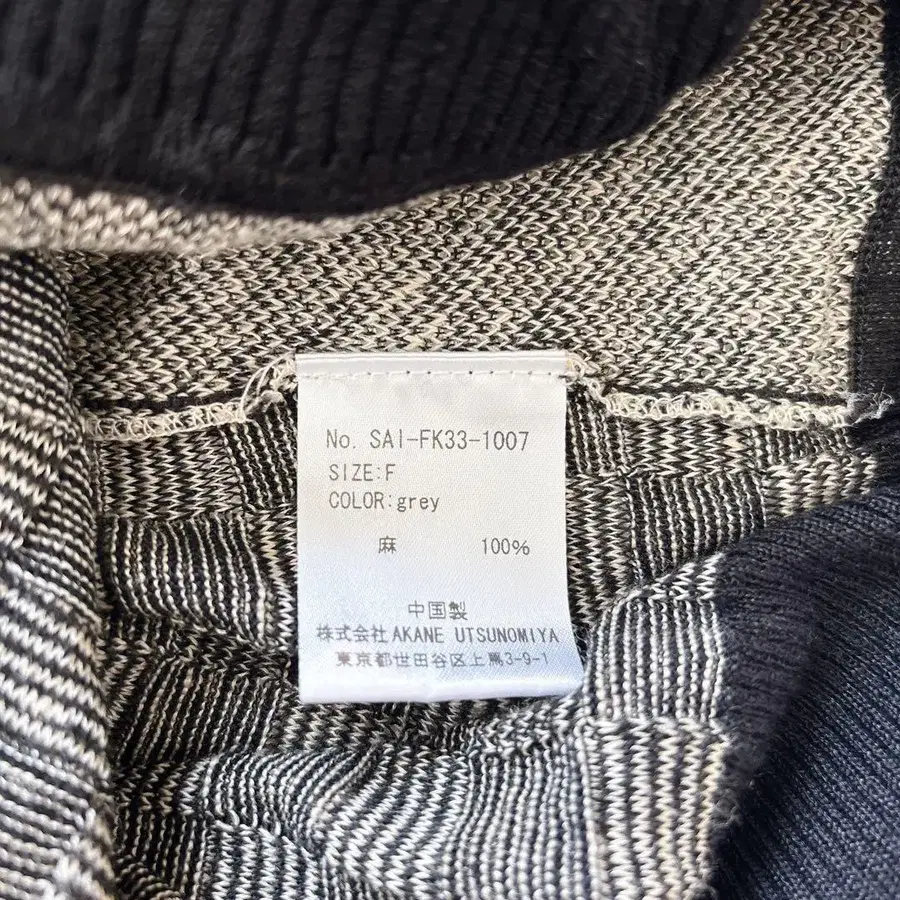 No. SAI-FK33-1007
SIZE:F
COLOR:grey
麻 100%
中国製
株式会社AKANE UTSUNOMIYA
東京都世田谷区上馬3-9-1